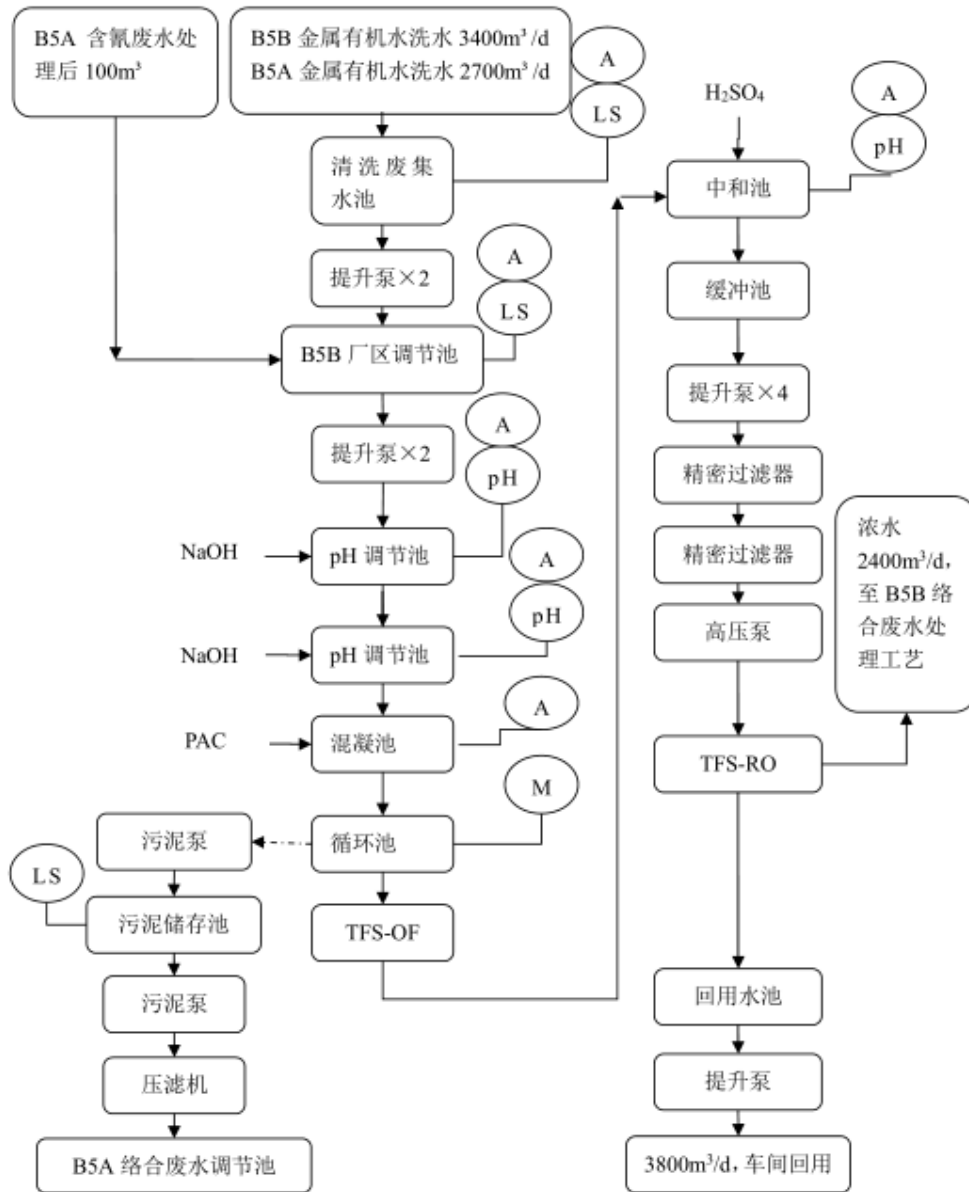 B5A 含氰废水处
理后 100m³
B5B 金属有机水洗水 3400m³ /d
B5A 金属有机水洗水 2700m³ /d
A
LS
清洗废集
水池
提升泵×2
A
LS
B5B 厂区调节池
提升泵×2
A
pH
NaOH
pH 调节池
A
pH
NaOH
pH 调节池
PAC
混凝池
A
循环池
M
污泥泵
LS
污泥储存池
TFS-OF
污泥泵
压滤机
B5A 络合废水调节池
H₂SO₄
A
pH
中和池
缓冲池
提升泵×4
精密过滤器
精密过滤器
高压泵
浓水
2400m³/d,
至 B5B 络
合废水处
理工艺
TFS-RO
回用水池
提升泵
3800m³/d, 车间回用